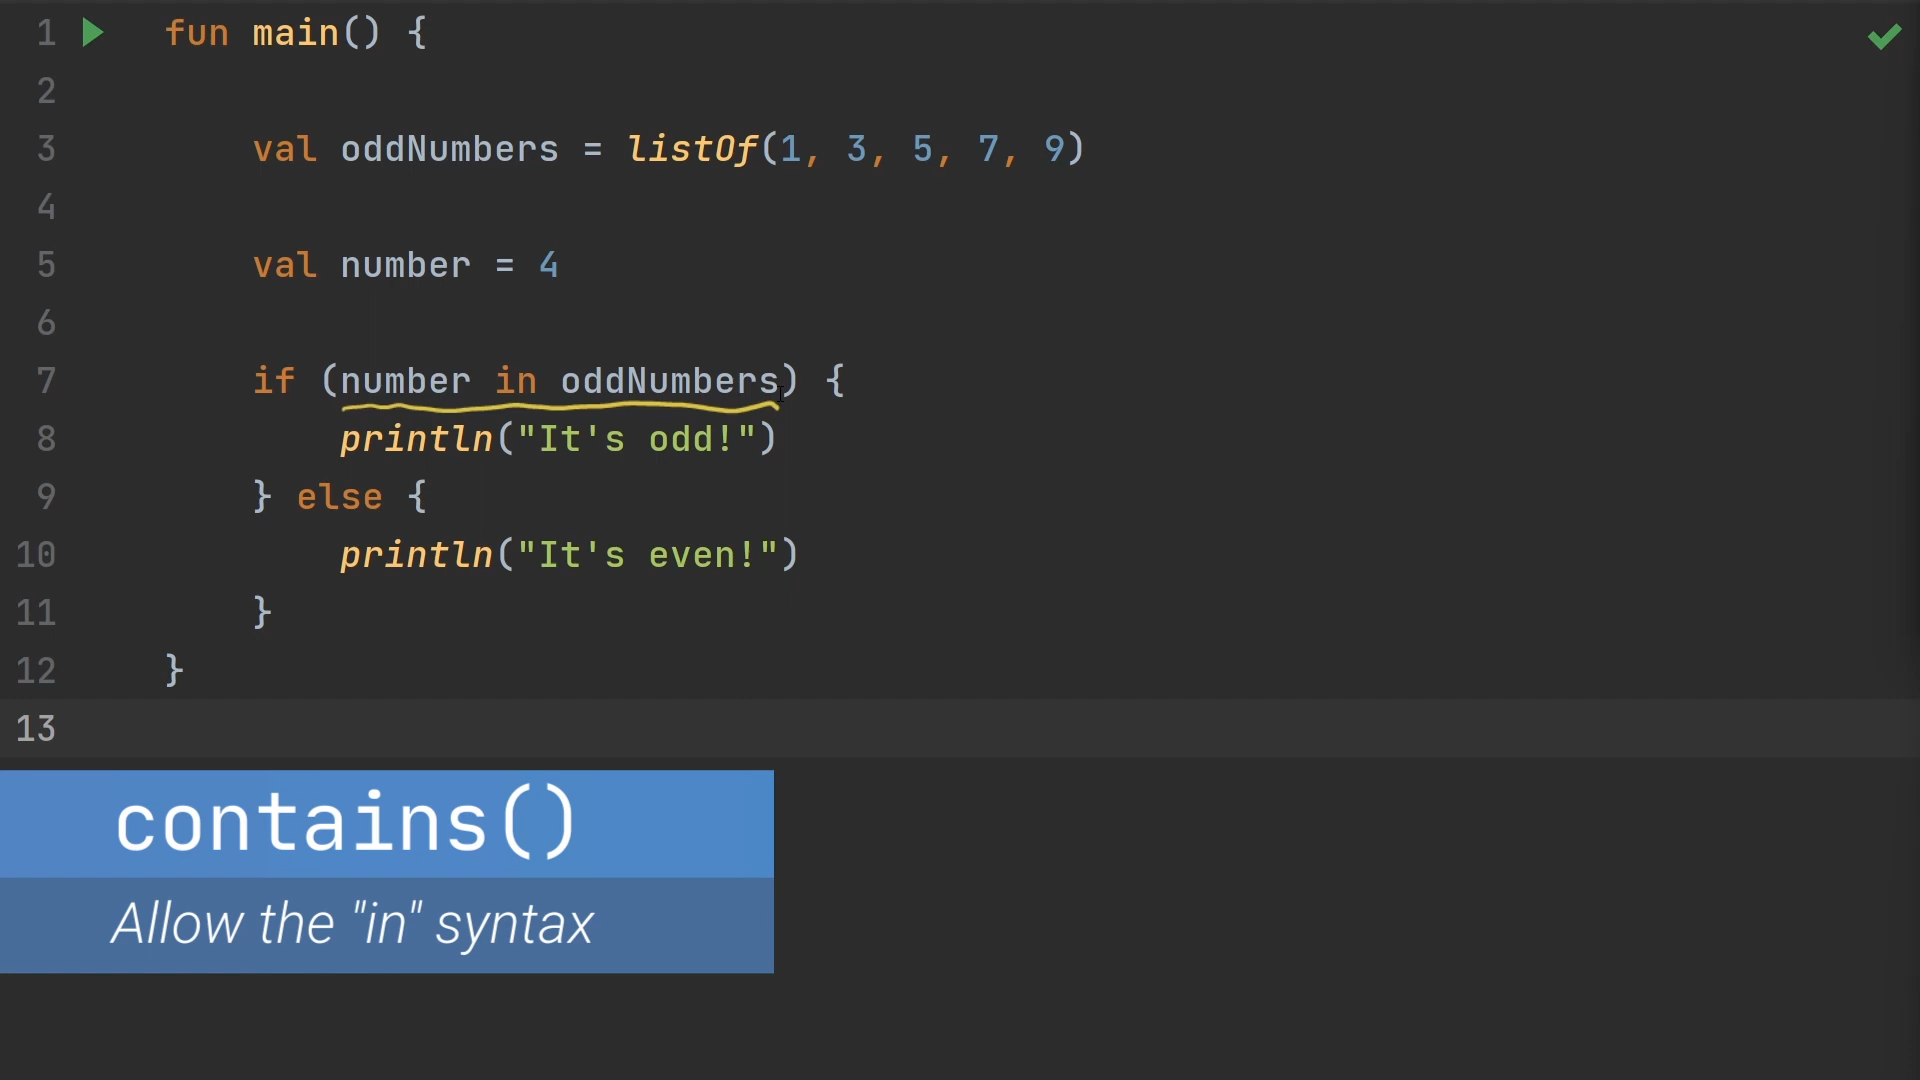 1 fun main() {
2
3 val oddNumbers = listOf(1, 3, 5, 7, 9)
4
5 val number = 4
6
7 if (number in oddNumbers) {
8 println("It's odd!")
9 } else {
10 println("It's even!")
11 }
12 }
13
contains()
Allow the "in" syntax